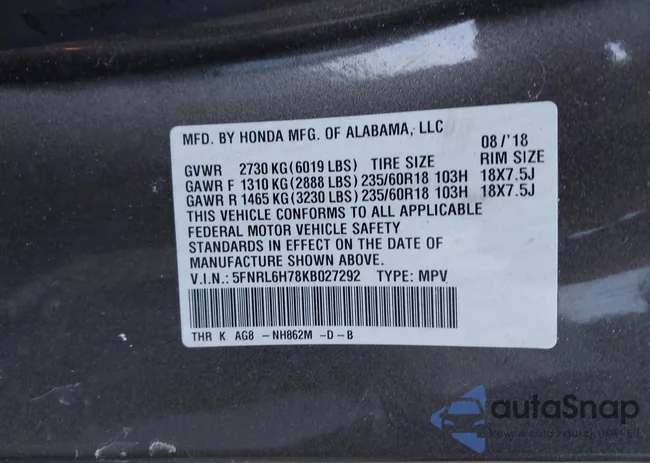 MFD. BY HONDA MFG. OF ALABAMA, LLC 08/'18
GVWR 2730 KG(6019 LBS) TIRE SIZE RIM SIZE
GAWR F 1310 KG(2888 LBS)235/60R18 103H 18X7.5J
GAWR R 1465 KG(3230 LBS)235/60R18 103H 18X7.5J
THIS VEHICLE CONFORMS TO ALL APPLICABLE
FEDERAL MOTOR VEHICLE SAFETY
STANDARDS IN EFFECT ON THE DATE OF
MANUFACTURE SHOWN ABOVE.
V.I.N.: 5FNRL6H78KB027292 TYPE: MPV
THR K AG8 -NH862M -D-B
autaSnap